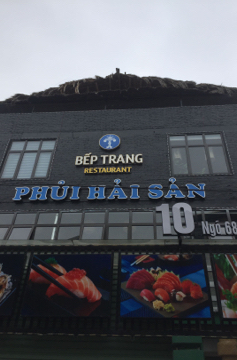 BẾP TRANG
RESTAURANT
PHỦI HẢI SẢN
10
Ngõ 68